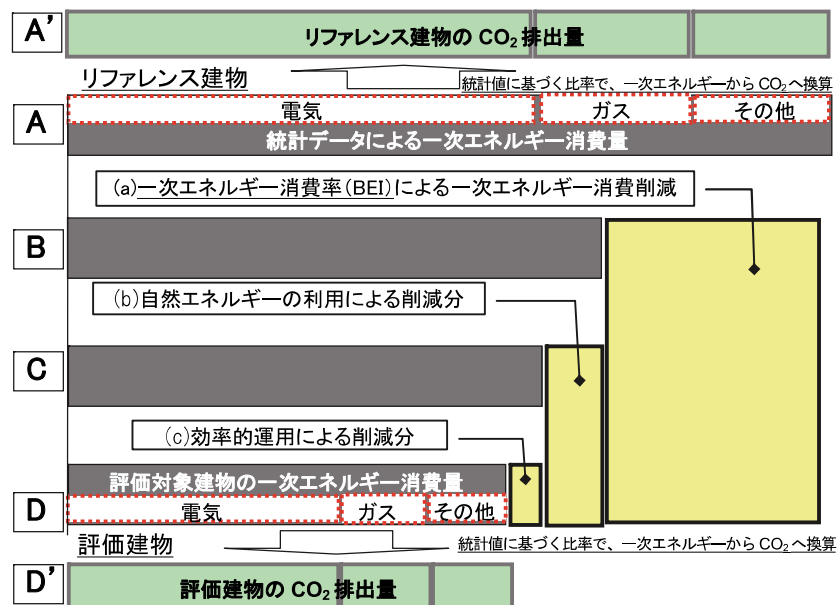 A’
リファレンス建物の CO₂ 排出量
リファレンス建物
統計値に基づく比率で、一次エネルギーから CO₂ へ換算
A
電気 ガス その他
統計データによる一次エネルギー消費量
(a)一次エネルギー消費率(BEI)による一次エネルギー消費削減
B
(b)自然エネルギーの利用による削減分
C
(c)効率的運用による削減分
評価対象建物の一次エネルギー消費量
D
電気 ガス その他
評価建物
統計値に基づく比率で、一次エネルギーから CO₂ へ換算
D’
評価建物の CO₂ 排出量